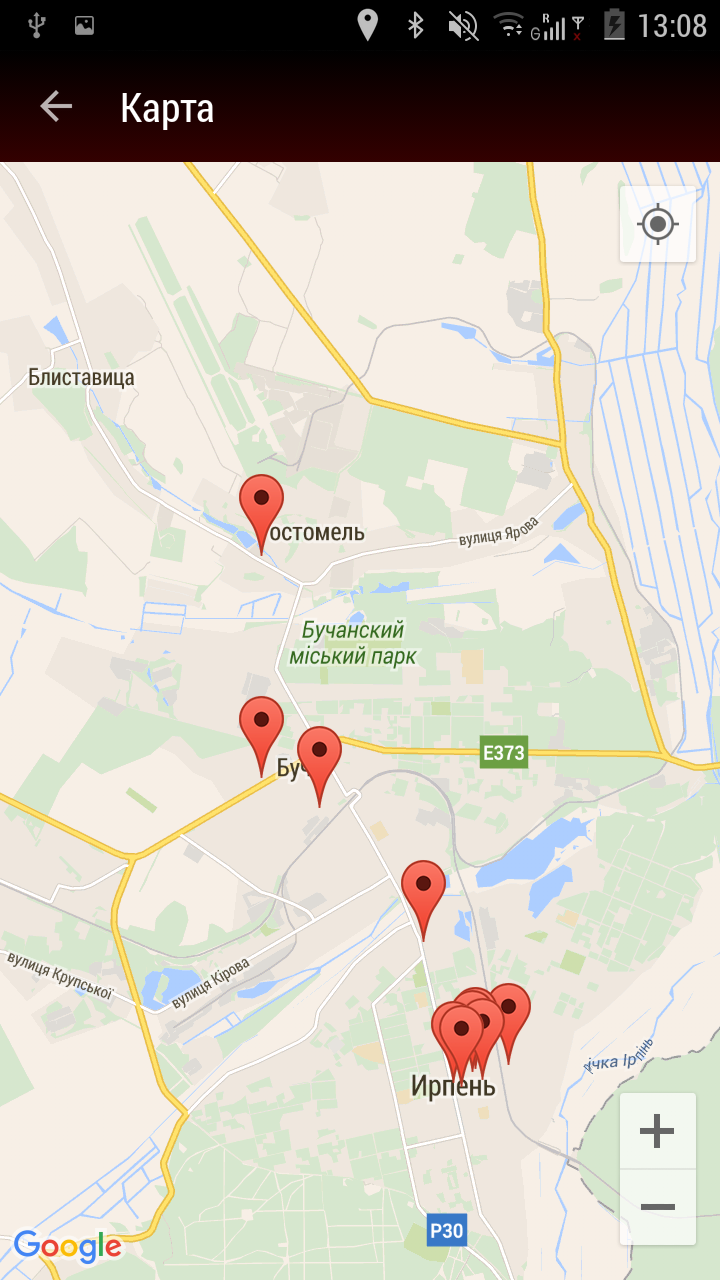 13:08
Карта
Блиставица
остомель
вулиця Ярова
Бучанский
міський парк
E373
Буч
вулиця Крупської
вулиця Кірова
Ирпень
ічка Ірпінь
P30
Google